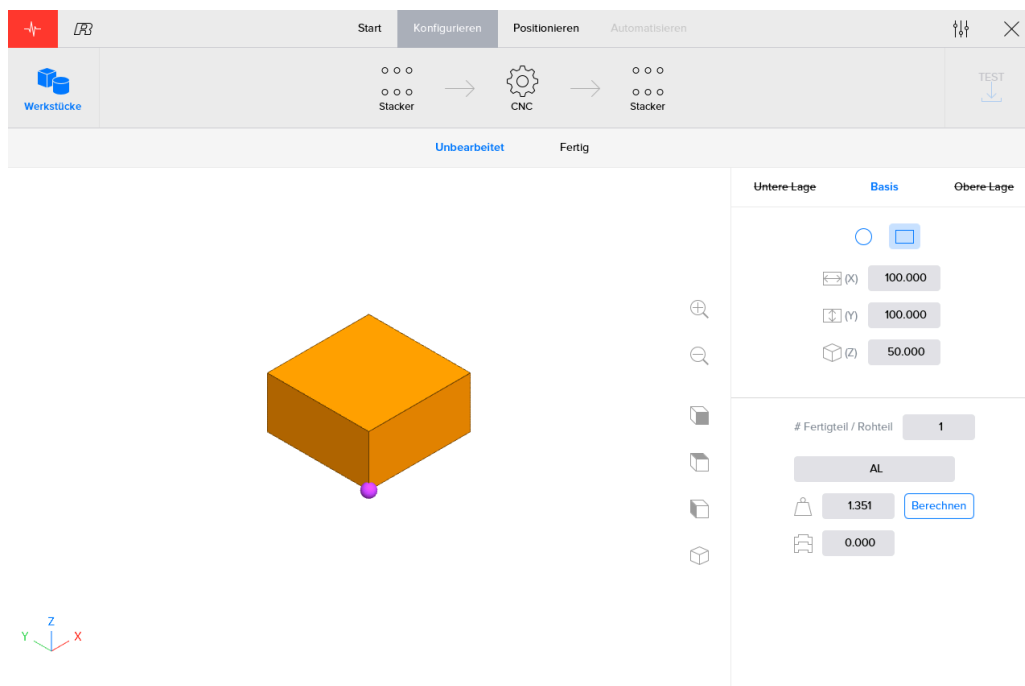 Start Konfigurieren Positionieren Automatisieren
Werkstücke Stacker CNC Stacker TEST
Unbearbeitet Fertig
Untere Lage Basis Obere Lage
(X) 100.000
(Y) 100.000
(Z) 50.000
# Fertigteil / Rohteil 1
AL
1.351 Berechnen
0.000
Z
Y X